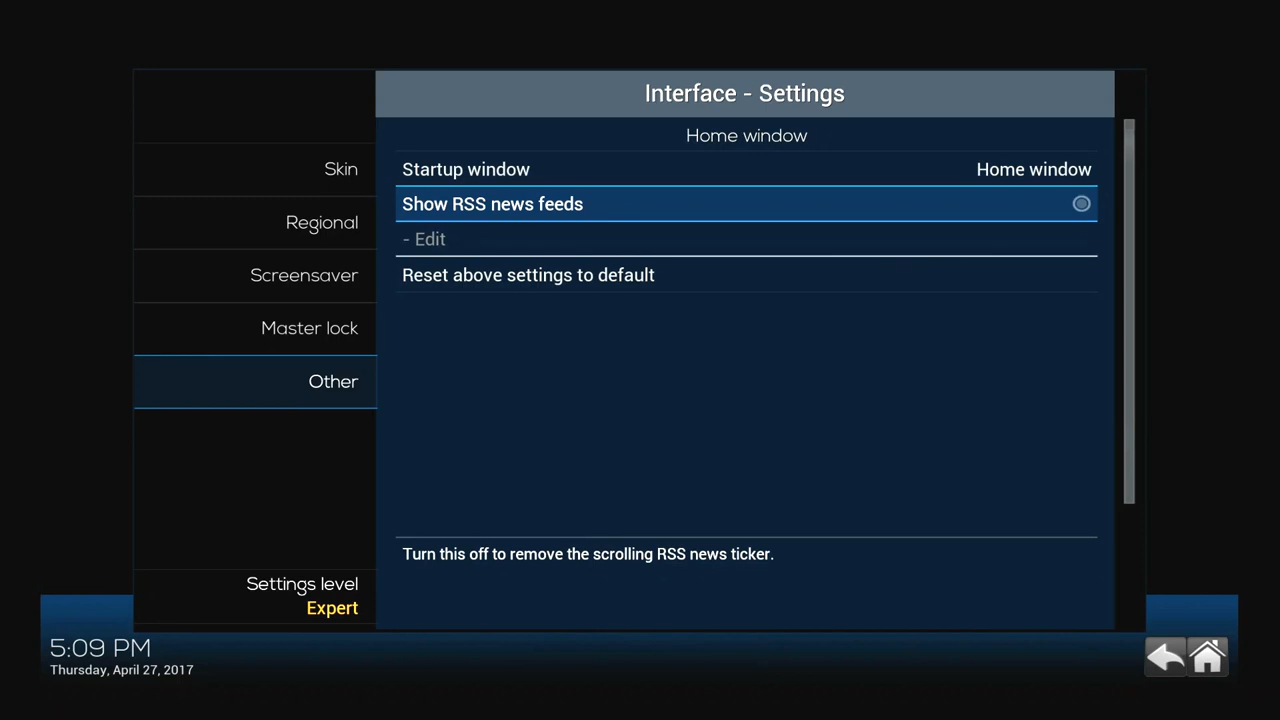 Interface - Settings
Home window
Skin
Startup window Home window
Show RSS news feeds
Regional
- Edit
Screensaver
Reset above settings to default
Master lock
Other
Turn this off to remove the scrolling RSS news ticker.
Settings level
Expert
5:09 PM
Thursday, April 27, 2017